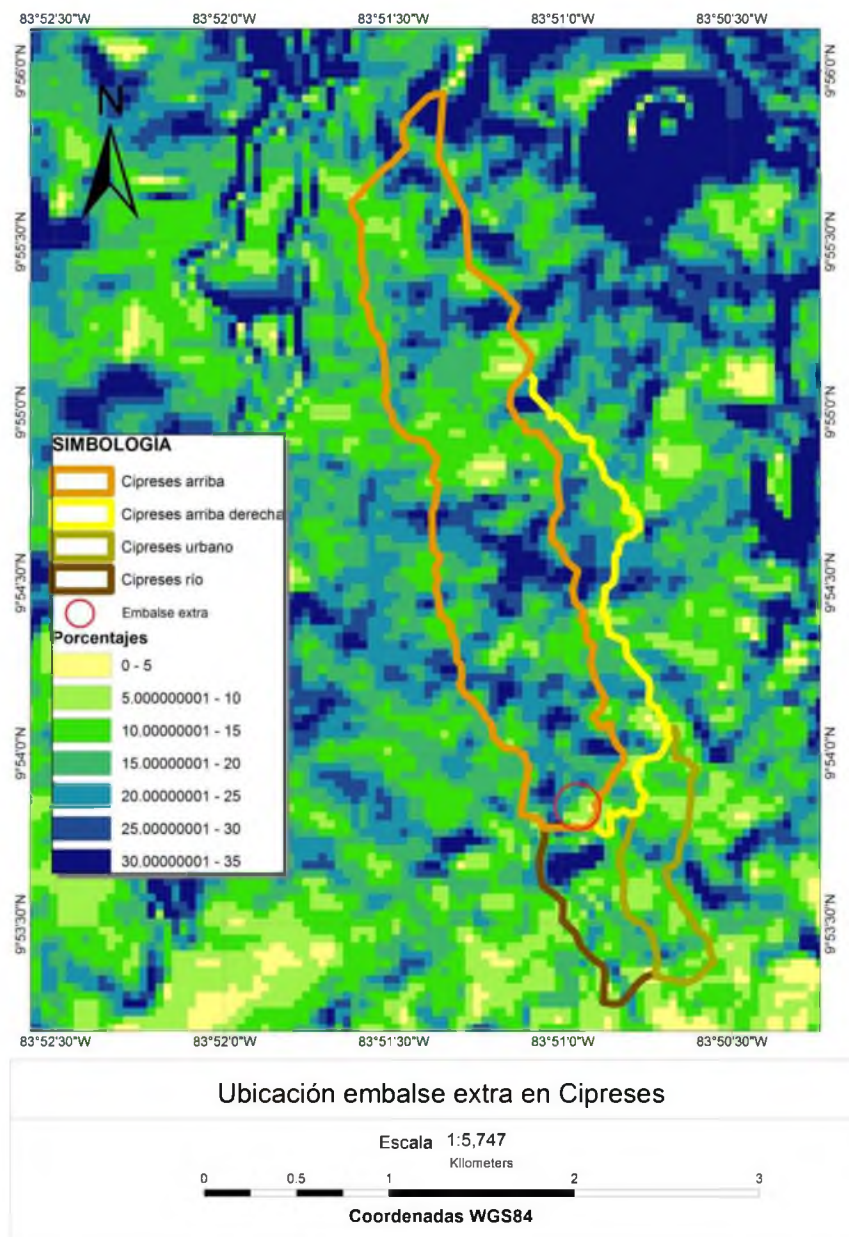 83°52'30"W 83°52'0"W 83°51'30"W 83°51'0"W 83°50'30"W
9°56'0"N 9°56'0"N
N
9°55'30"N 9°55'30"N
9°55'0"N 9°55'0"N
SIMBOLOGIA
Cipreses arriba
Cipreses arriba derecha
Cipreses urbano
Cipreses río
Embalse extra
Porcentajes
0 - 5
5.000000001 - 10
10.00000001 - 15
15.00000001 - 20
20.00000001 - 25
25.00000001 - 30
30.00000001 - 35
9°54'30"N 9°54'30"N
9°54'0"N 9°54'0"N
9°53'30"N 9°53'30"N
83°52'30"W 83°52'0"W 83°51'30"W 83°51'0"W 83°50'30"W
Ubicación embalse extra en Cipreses
Escala 1:5,747
Kilometers
0 0.5 1 2 3
Coordenadas WGS84